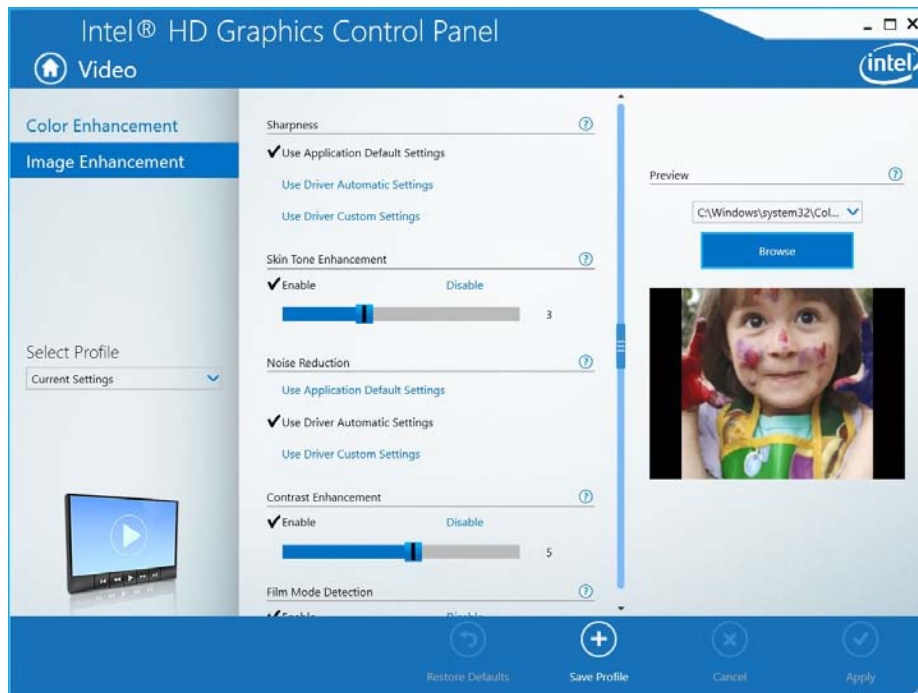 Intel® HD Graphics Control Panel
Video
intel
Color Enhancement
Image Enhancement
Select Profile
Current Settings
Sharpness
Use Application Default Settings
Use Driver Automatic Settings
Use Driver Custom Settings
Skin Tone Enhancement
Enable Disable
3
Noise Reduction
Use Application Default Settings
Use Driver Automatic Settings
Use Driver Custom Settings
Contrast Enhancement
Enable Disable
5
Film Mode Detection
Enable Disable
Preview
C:\Windows\system32\Col...
Browse
Restore Defaults Save Profile Cancel Apply